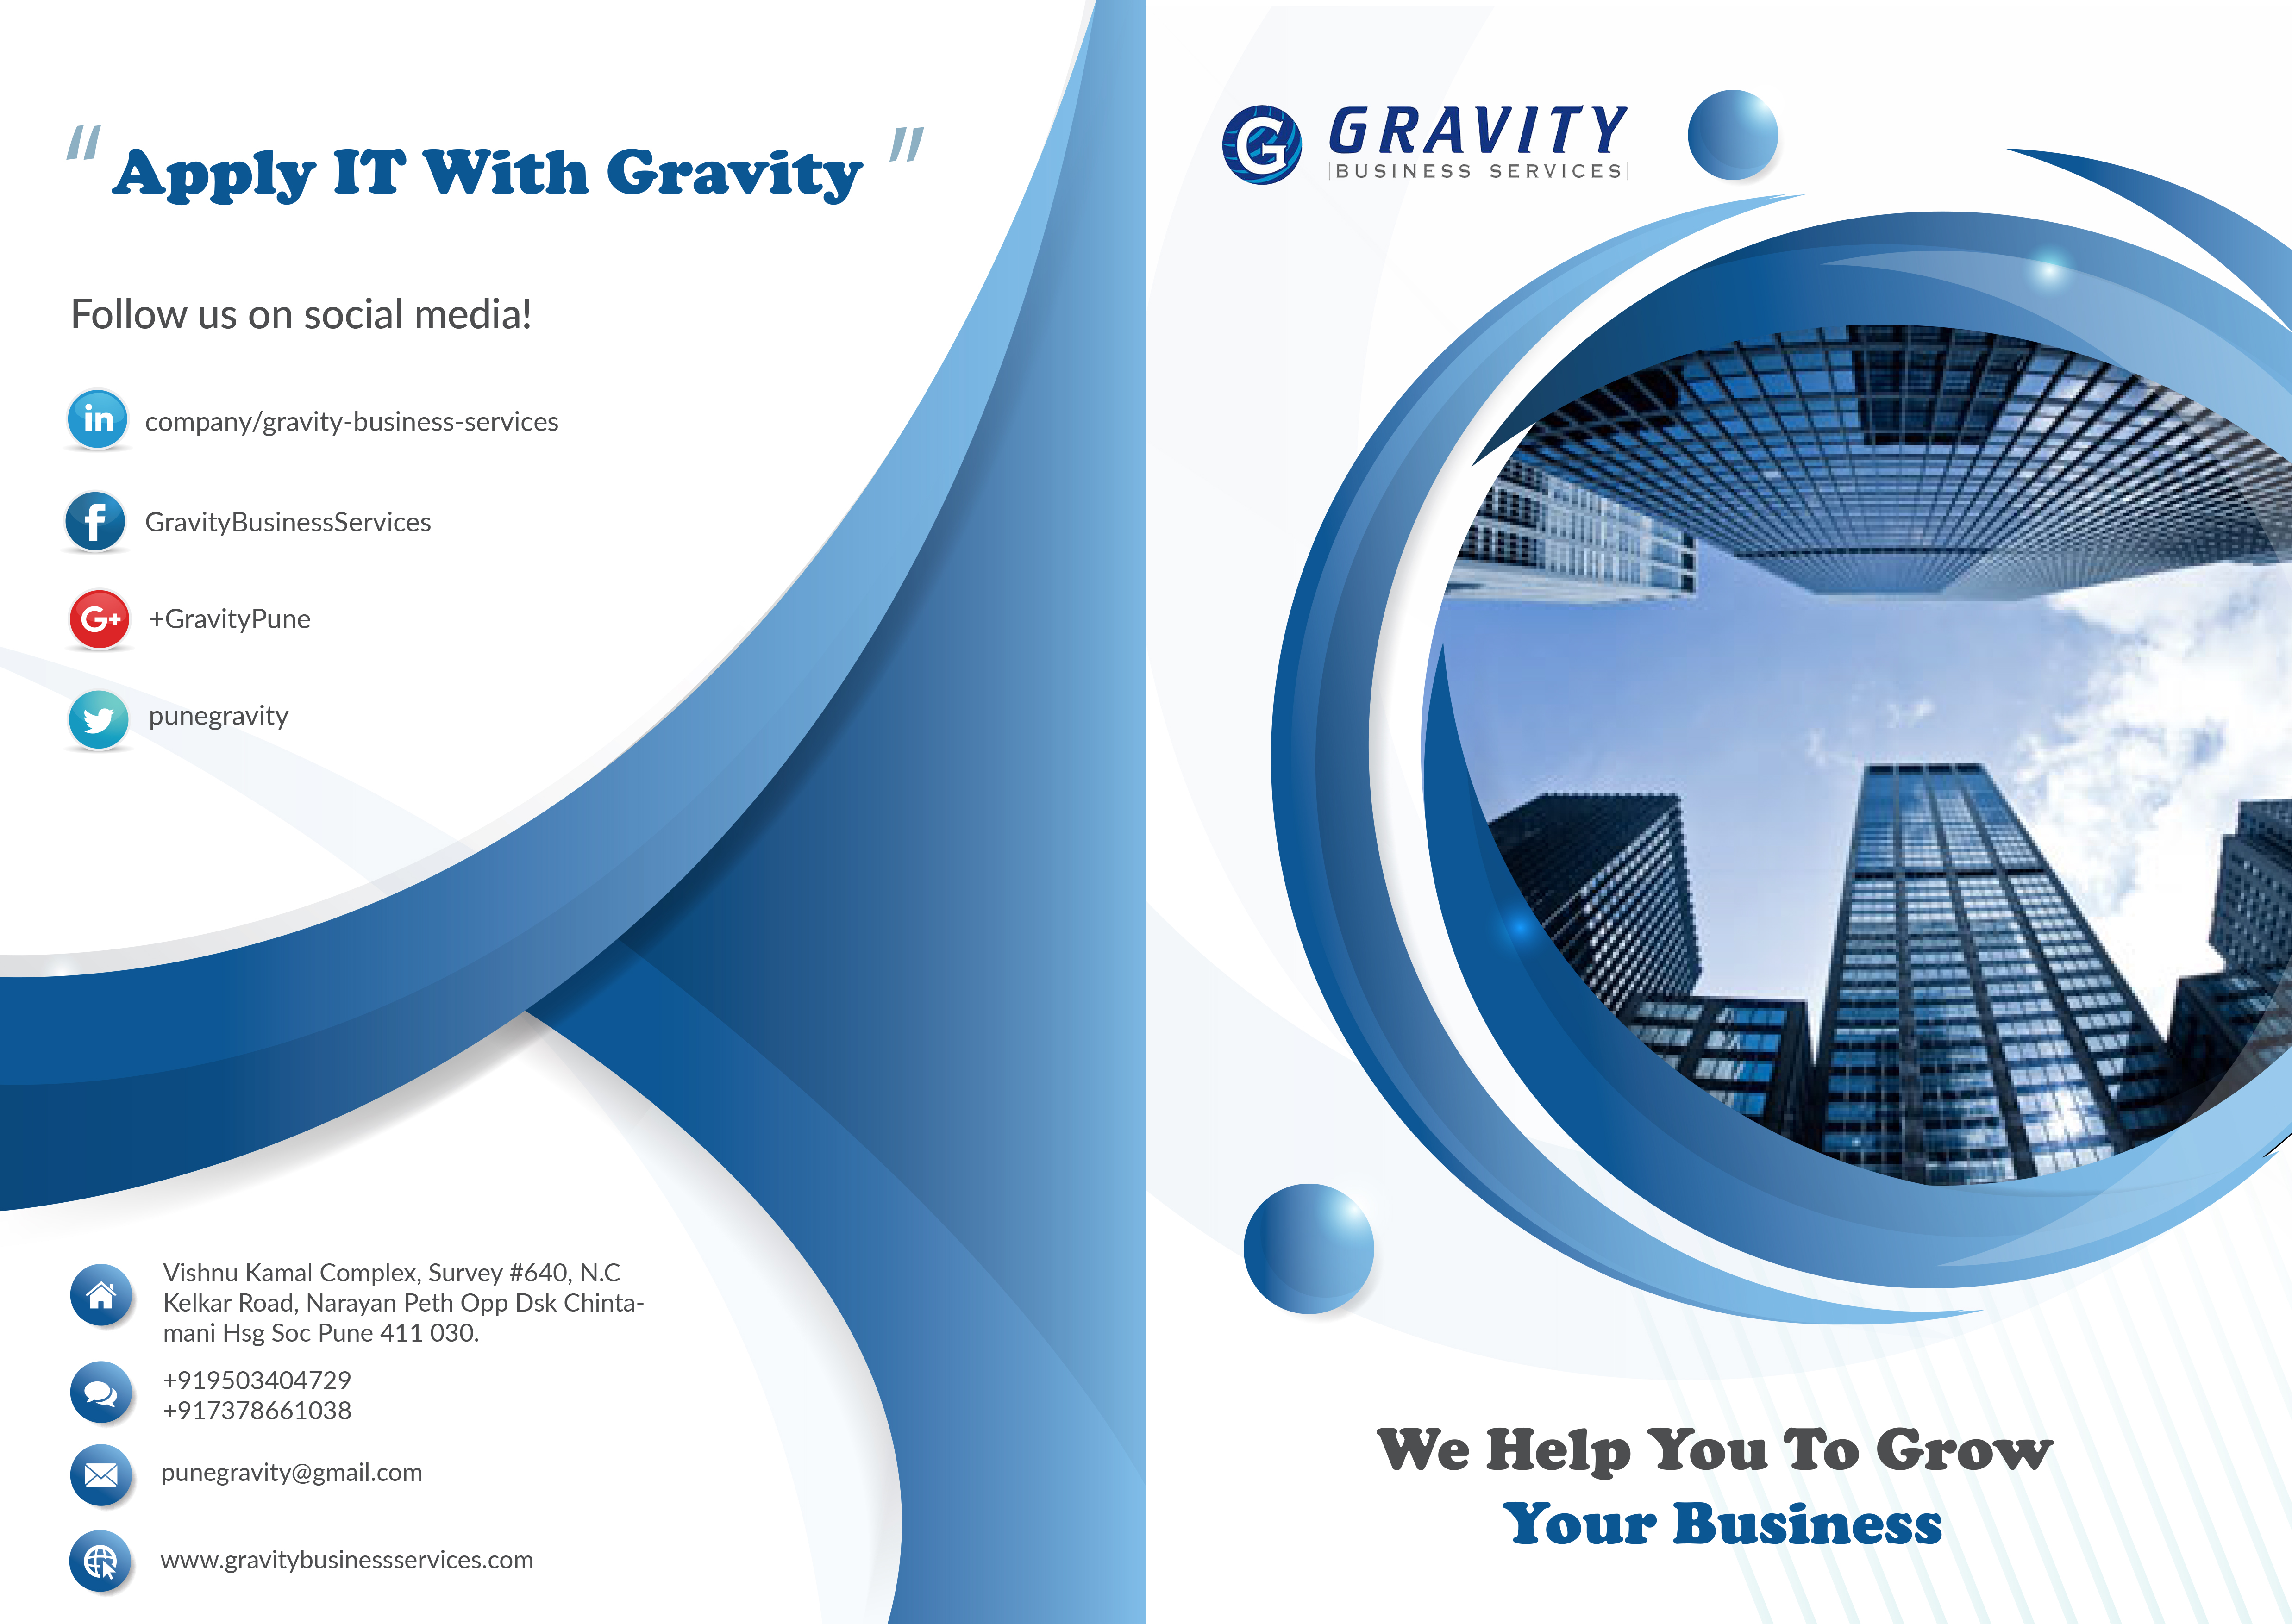 “ Apply IT With Gravity ”
Follow us on social media!
in company/gravity-business-services
f GravityBusinessServices
G+ +GravityPune
punegravity
Vishnu Kamal Complex, Survey #640, N.C
Kelkar Road, Narayan Peth Opp Dsk Chinta-
mani Hsg Soc Pune 411 030.
+919503404729
+917378661038
punegravity@gmail.com
www.gravitybusinessservices.com
G GRAVITY
|BUSINESS SERVICES|
We Help You To Grow
Your Business